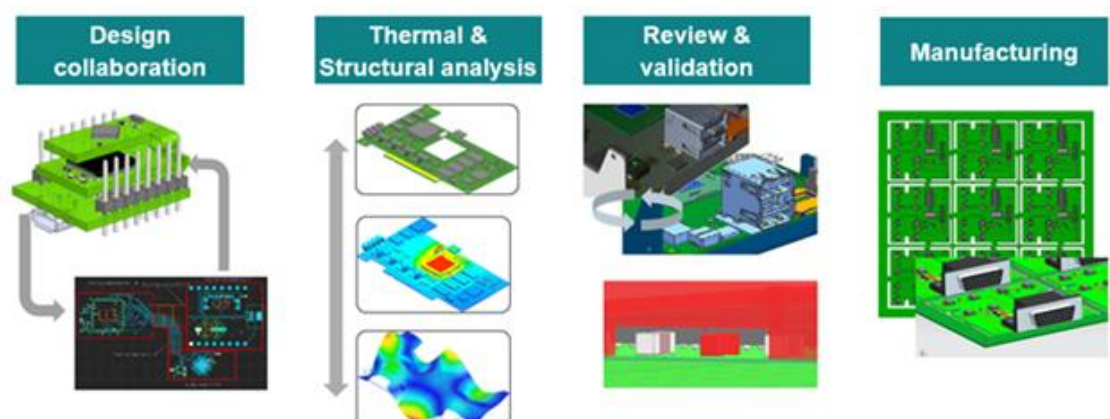 Design
collaboration
Thermal &
Structural analysis
Review &
validation
Manufacturing